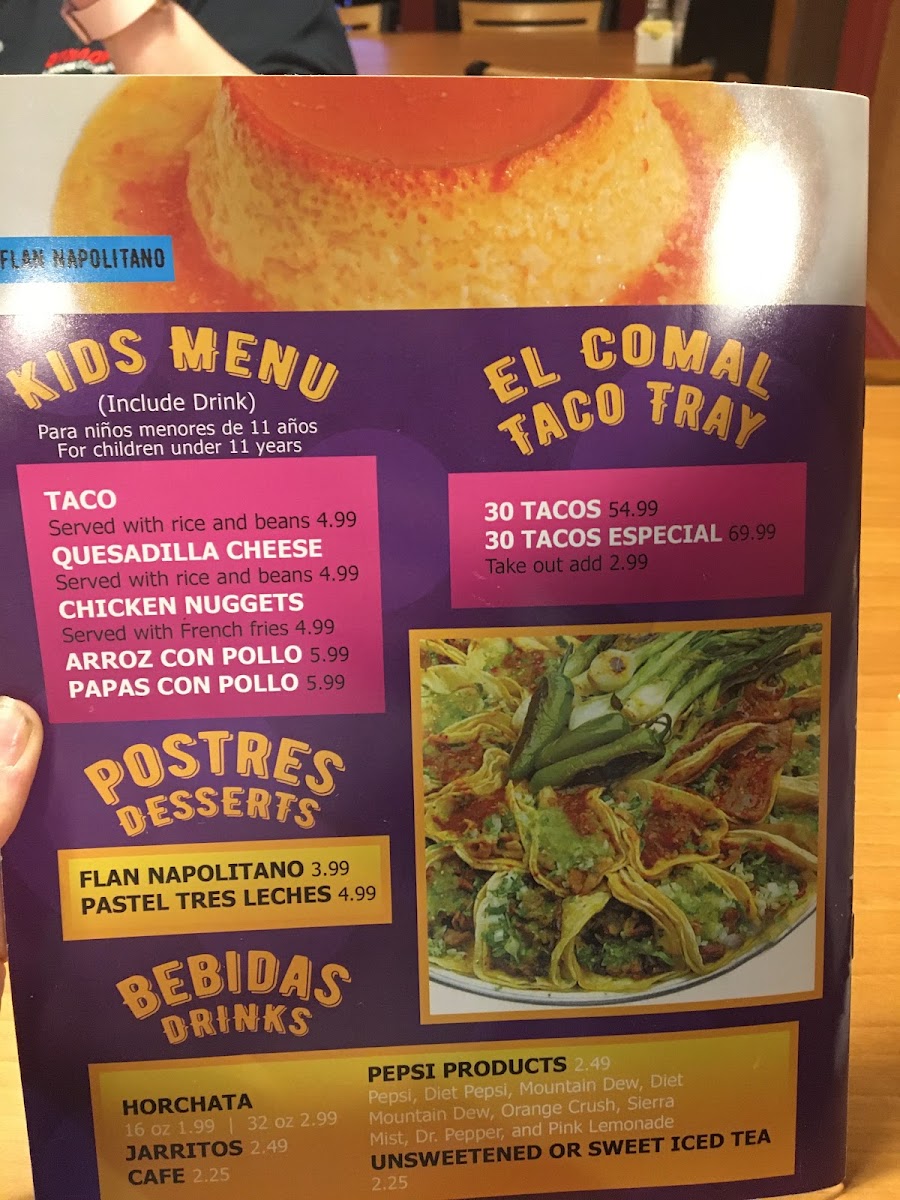 FLAN NAPOLITANO
KIDS MENU
(Include Drink)
Para niños menores de 11 años
For children under 11 years
TACO
Served with rice and beans 4.99
QUESADILLA CHEESE
Served with rice and beans 4.99
CHICKEN NUGGETS
Served with French fries 4.99
ARROZ CON POLLO 5.99
PAPAS CON POLLO 5.99
EL COMAL
TACO TRAY
30 TACOS 54.99
30 TACOS ESPECIAL 69.99
Take out add 2.99
POSTRES
DESSERTS
FLAN NAPOLITANO 3.99
PASTEL TRES LECHES 4.99
BEBIDAS
DRINKS
HORCHATA
16 oz 1.99 | 32 oz 2.99
JARRITOS 2.49
CAFE 2.25
PEPSI PRODUCTS 2.49
Pepsi, Diet Pepsi, Mountain Dew, Diet
Mountain Dew, Orange Crush, Sierra
Mist, Dr. Pepper, and Pink Lemonade
UNSWEETENED OR SWEET ICED TEA
2.25